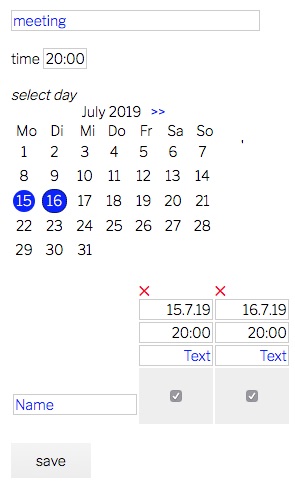 meeting
time 20:00
select day
July 2019 >>
Mo Di Mi Do Fr Sa So
1 2 3 4 5 6 7
8 9 10 11 12 13 14
15 16 17 18 19 20 21
22 23 24 25 26 27 28
29 30 31
15.7.19 16.7.19
20:00 20:00
Text Text
Name
save